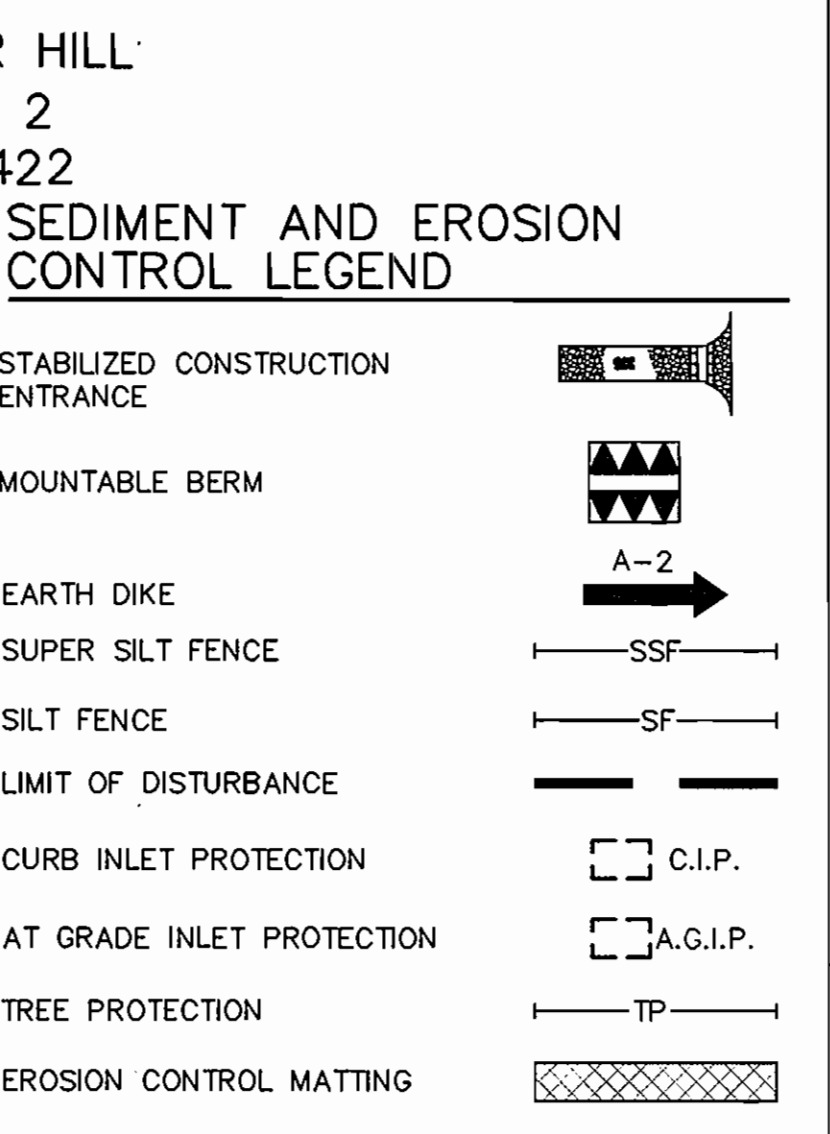 HILL
2
422
SEDIMENT AND EROSION
CONTROL LEGEND
STABILIZED CONSTRUCTION
ENTRANCE
MOUNTABLE BERM
A-2
EARTH DIKE
SUPER SILT FENCE SSF
SILT FENCE SF
LIMIT OF DISTURBANCE
CURB INLET PROTECTION C.I.P.
AT GRADE INLET PROTECTION A.G.I.P.
TREE PROTECTION TP
EROSION CONTROL MATTING